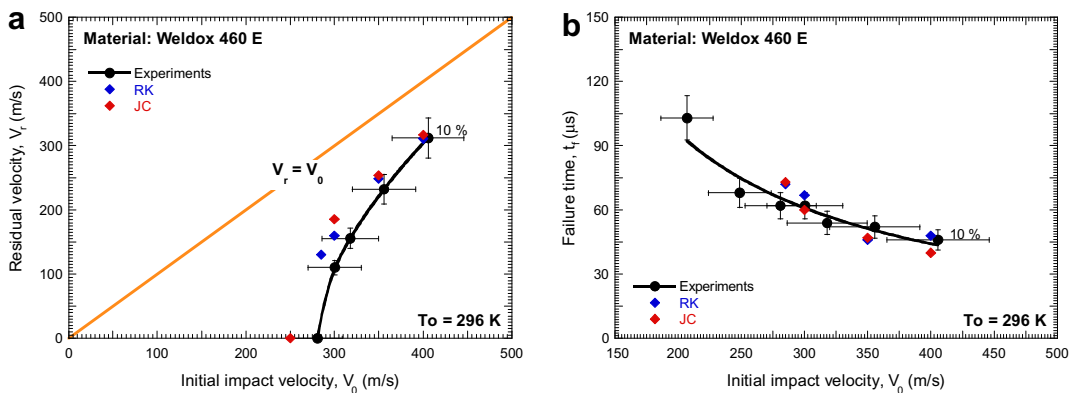 a
Material: Weldox 460 E
Experiments
RK
JC
10 %
V_r = V_0
To = 296 K
Residual velocity, V_r (m/s)
500
400
300
200
100
0
0
100
200
300
400
500
Initial impact velocity, V_0 (m/s)
b
Material: Weldox 460 E
10 %
Experiments
RK
JC
To = 296 K
Failure time, t_f (µs)
150
120
90
60
30
0
150
200
250
300
350
400
450
500
Initial impact velocity, V_0 (m/s)